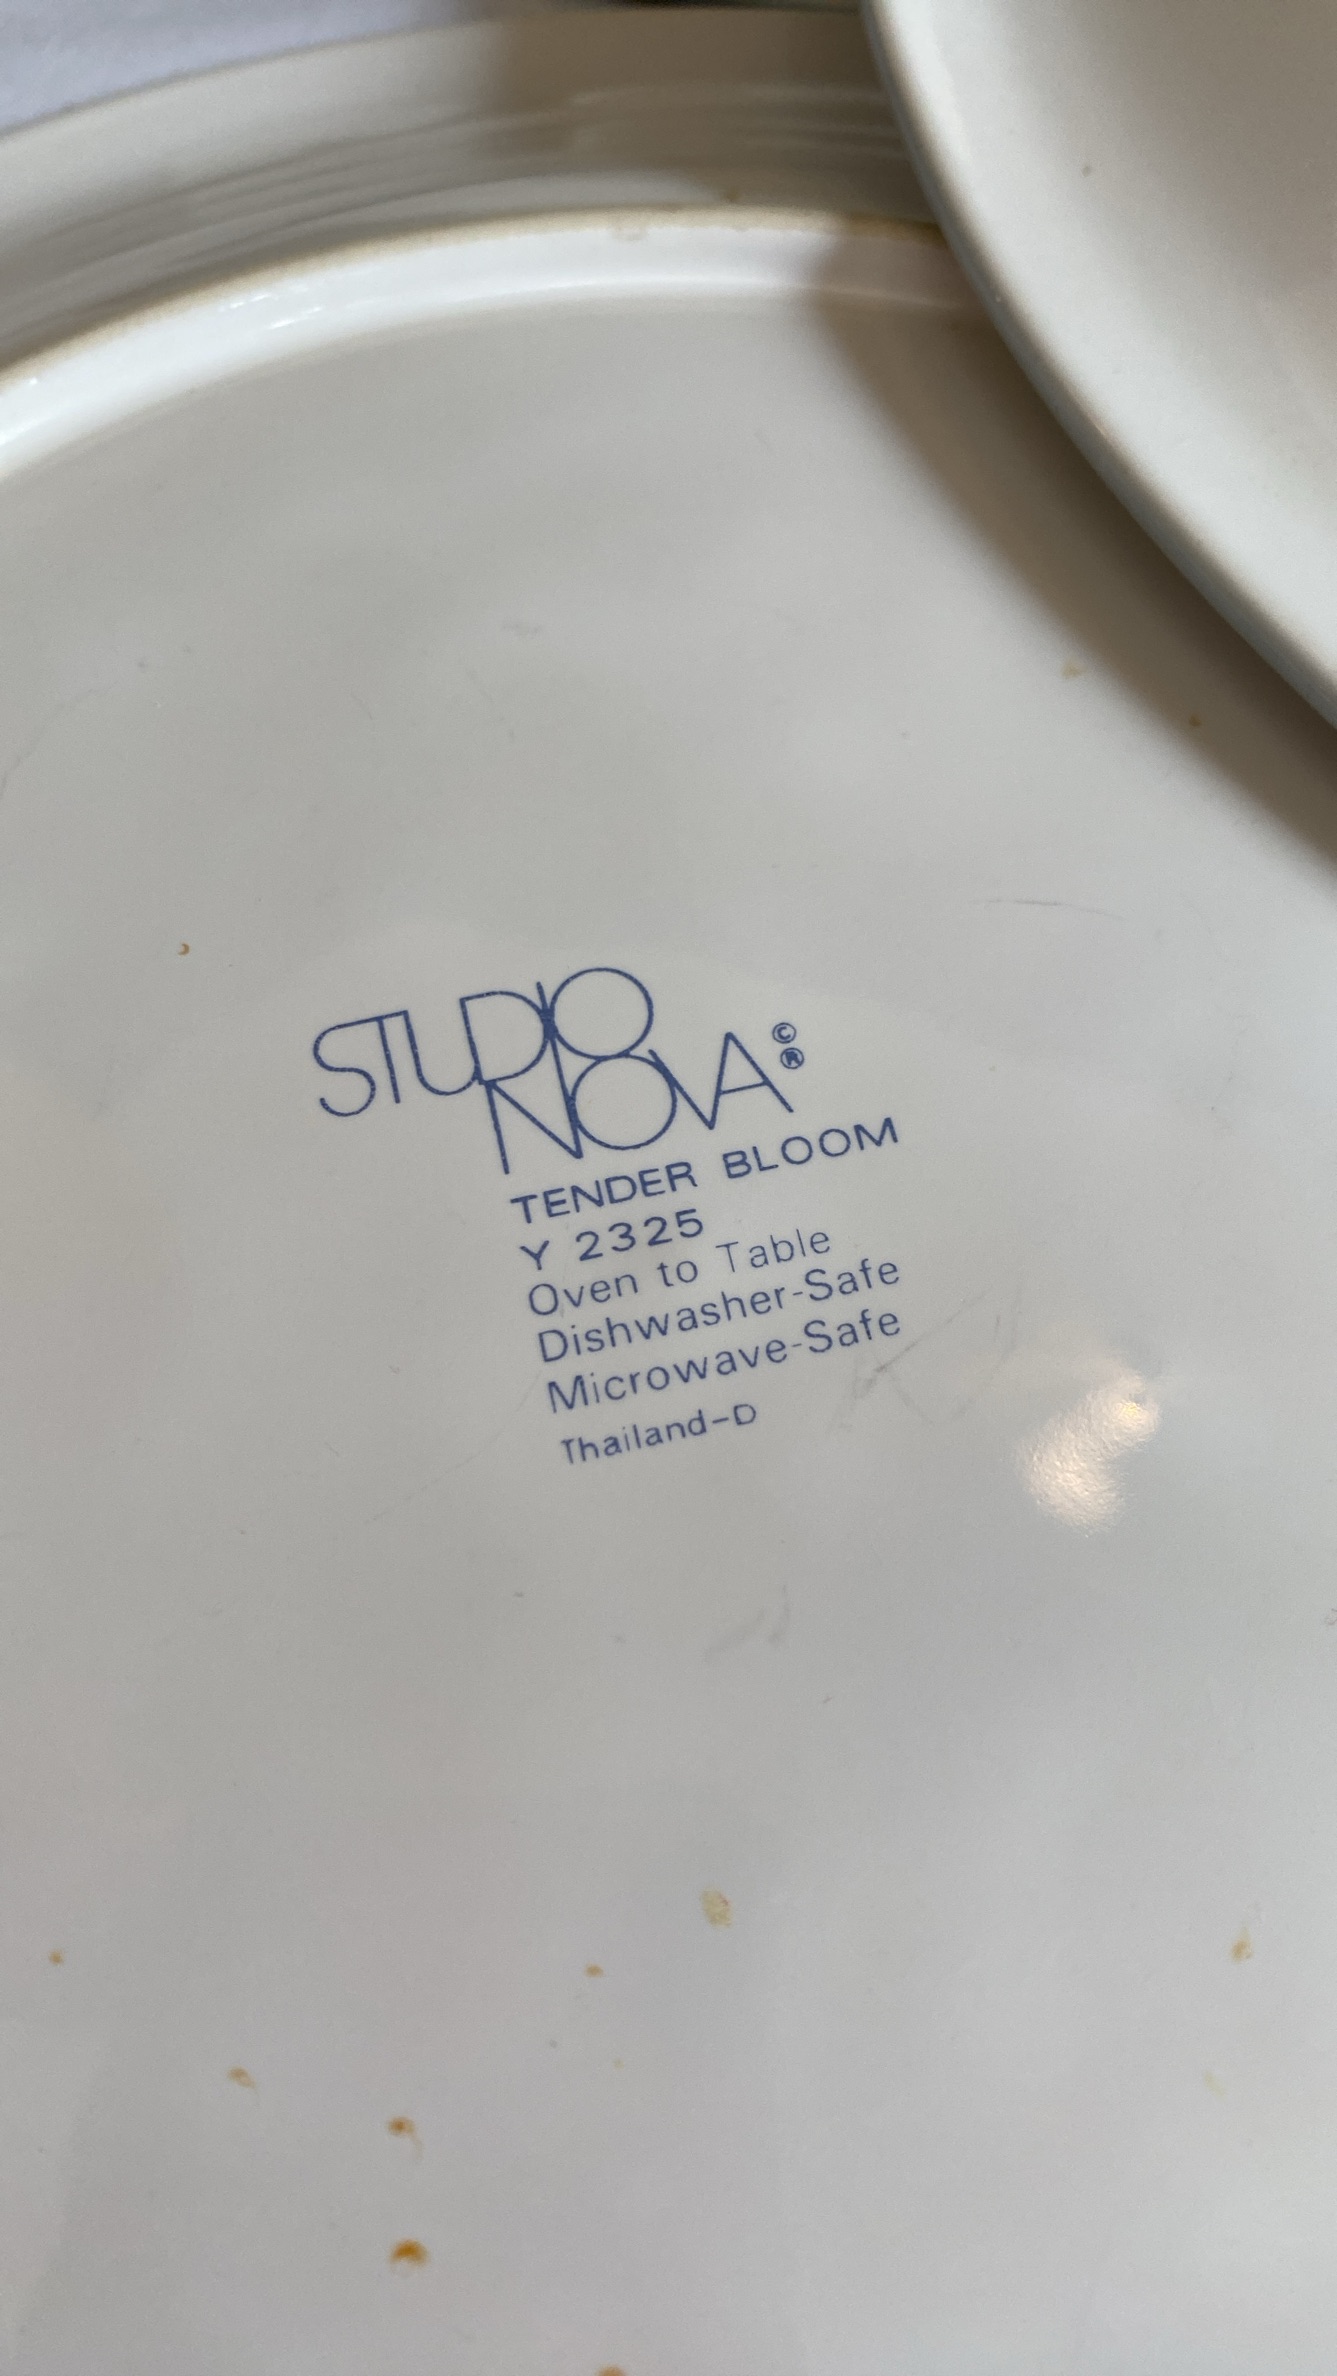 STUDIO
NOVA © ®
TENDER BLOOM
Y 2325
Oven to Table
Dishwasher-Safe
Microwave-Safe
Thailand-D